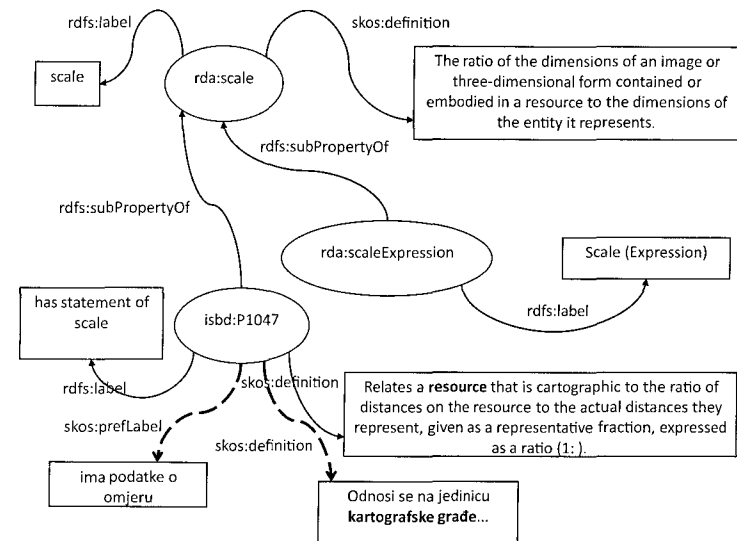 rdfs:label
skos:definition
scale
rda:scale
The ratio of the dimensions of an image or
three-dimensional form contained or
embodied in a resource to the dimensions of
the entity it represents.
rdfs:subPropertyOf
rdfs:subPropertyOf
rda:scaleExpression
Scale (Expression)
rdfs:label
has statement of
scale
isbd:P1047
rdfs:label
skos:definition
Relates a resource that is cartographic to the ratio of
distances on the resource to the actual distances they
represent, given as a representative fraction, expressed
as a ratio (1: ).
skos:prefLabel
skos:definition
ima podatke o
omjeru
Odnosi se na jedinicu
kartografske građe...